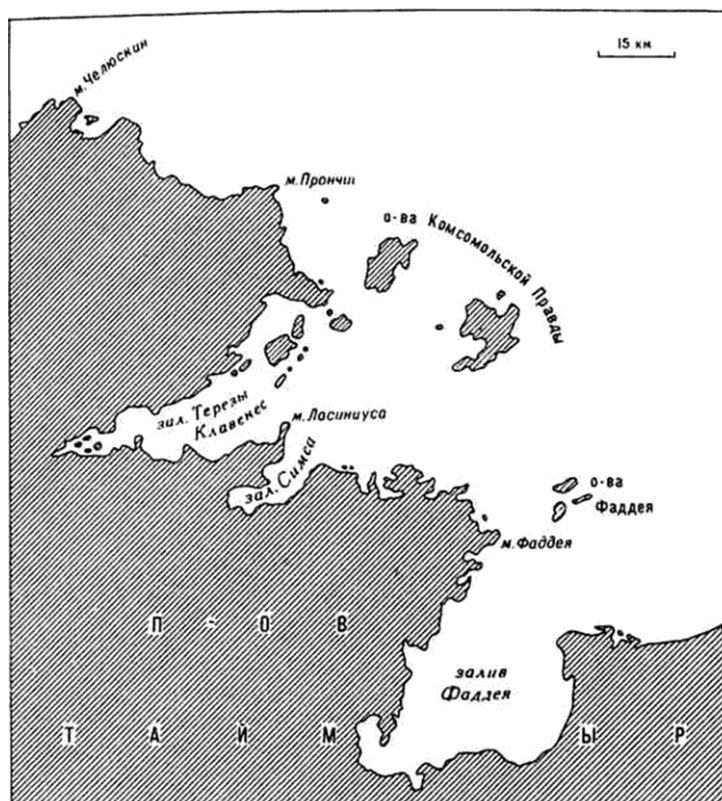 15 км
м. Челюскин
м. Прончищ
о-ва Комсомольской Правды
зал. Терезы
Клавенес
м. Ласиниуса
зал. Симса
о-ва
Фаддея
м. Фаддея
П-ОВ
залив
Фаддея
ТАЙМЫР